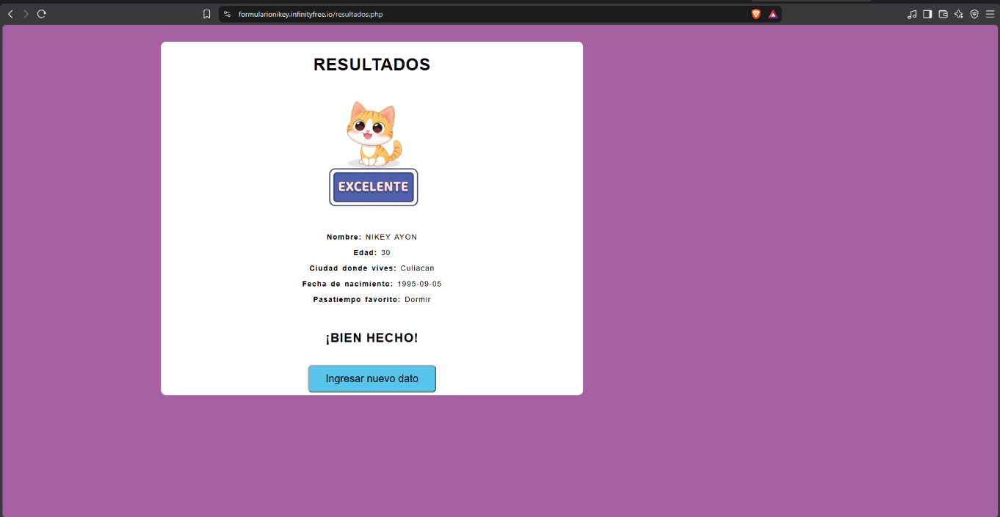 formularionikey.infinityfree.io/resultados.php
RESULTADOS
EXCELENTE
Nombre: NIKEY AYON
Edad: 30
Ciudad donde vives: Culiacan
Fecha de nacimiento: 1995-09-05
Pasatiempo favorito: Dormir
¡BIEN HECHO!
Ingresar nuevo dato